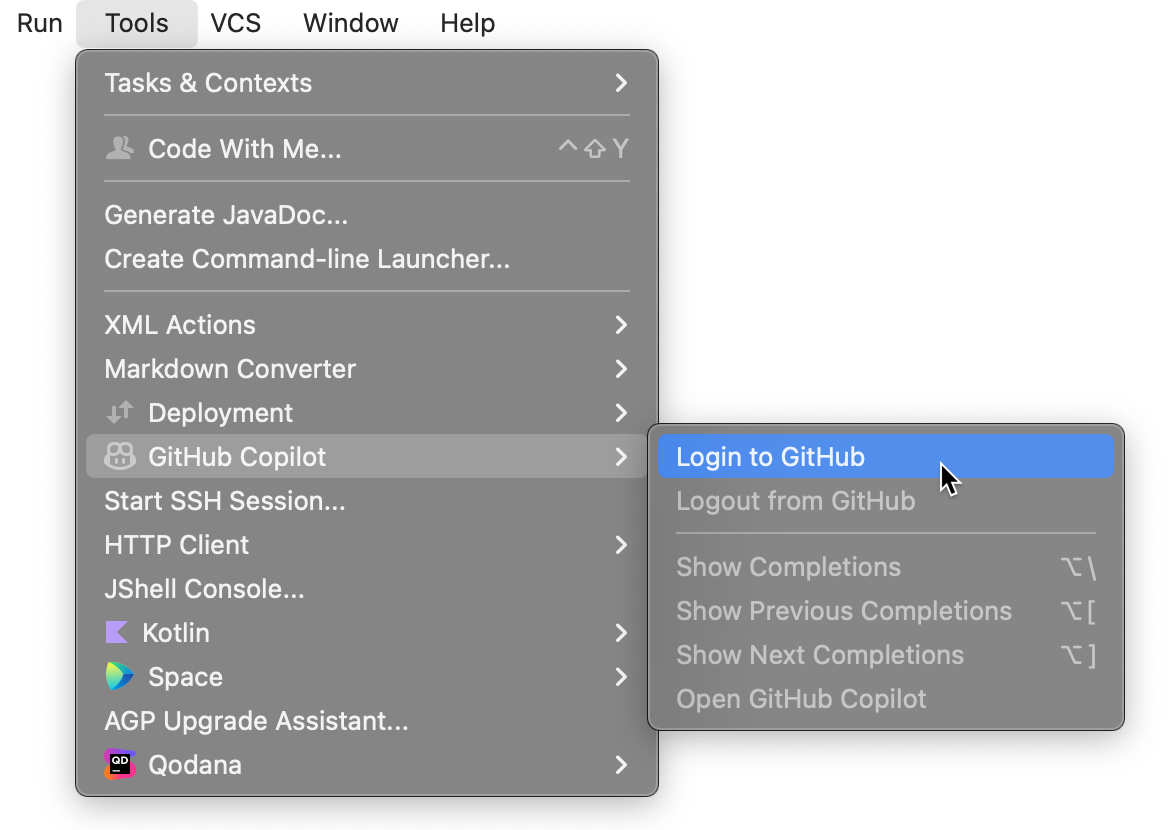 Run Tools VCS Window Help
Tasks & Contexts
Code With Me... ^⇧Y
Generate JavaDoc...
Create Command-line Launcher...
XML Actions
Markdown Converter
Deployment
GitHub Copilot
Login to GitHub
Logout from GitHub
Show Completions ⌥\
Show Previous Completions ⌥[
Show Next Completions ⌥]
Open GitHub Copilot
Start SSH Session...
HTTP Client
JShell Console...
Kotlin
Space
AGP Upgrade Assistant...
QD Qodana